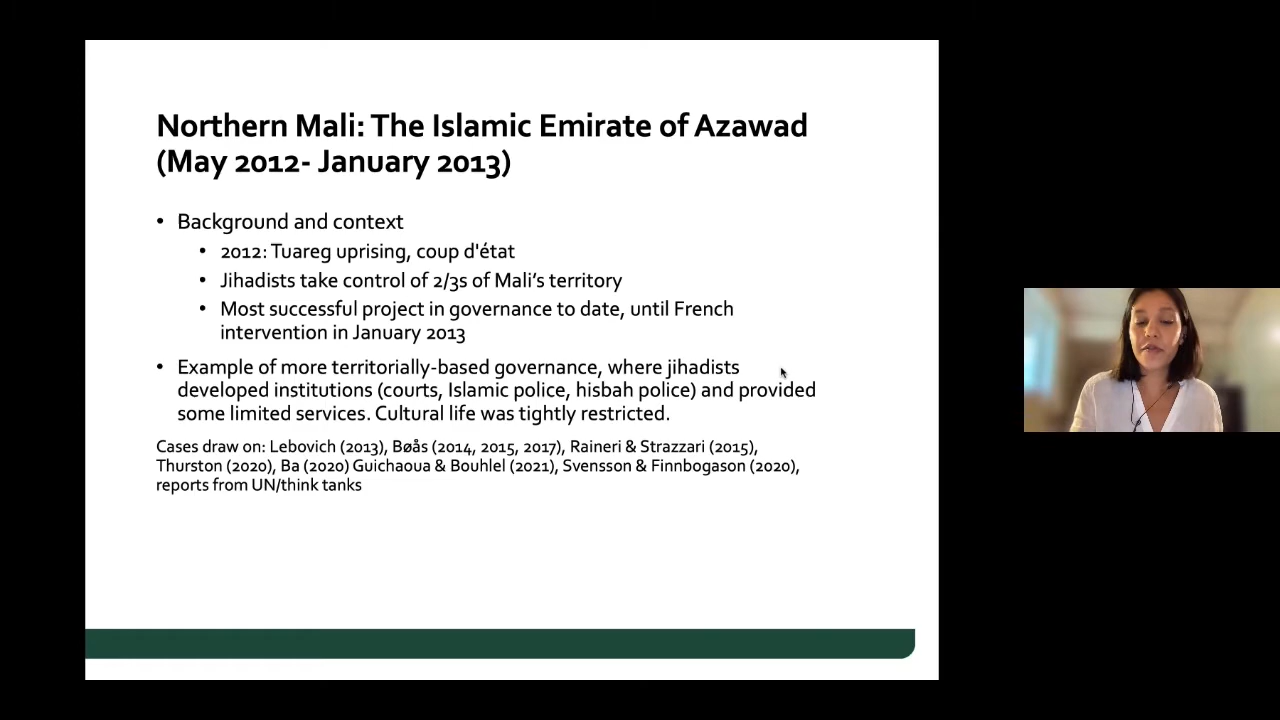 Northern Mali: The Islamic Emirate of Azawad
(May 2012- January 2013)
• Background and context
• 2012: Tuareg uprising, coup d'état
• Jihadists take control of 2/3s of Mali's territory
• Most successful project in governance to date, until French
intervention in January 2013
• Example of more territorially-based governance, where jihadists
developed institutions (courts, Islamic police, hisbah police) and provided
some limited services. Cultural life was tightly restricted.
Cases draw on: Lebovich (2013), Bøås (2014, 2015, 2017), Raineri & Strazzari (2015),
Thurston (2020), Ba (2020) Guichaoua & Bouhlel (2021), Svensson & Finnbogason (2020),
reports from UN/think tanks